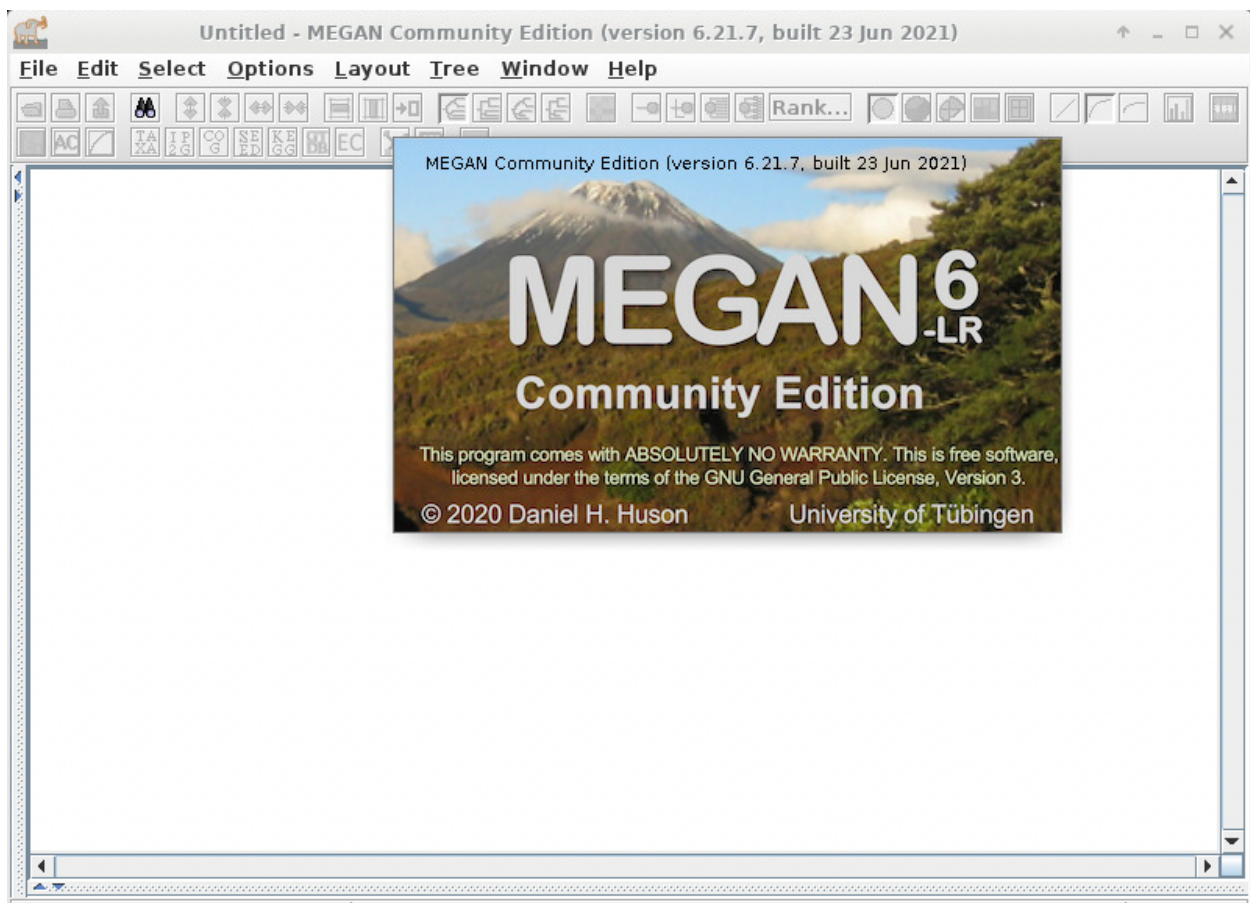 Untitled - MEGAN Community Edition (version 6.21.7, built 23 Jun 2021)
File Edit Select Options Layout Tree Window Help
Rank...
AC TA XA IP 2G CO G SE ED KE GG EC
MEGAN Community Edition (version 6.21.7, built 23 Jun 2021)
MEGAN6
-LR
Community Edition
This program comes with ABSOLUTELY NO WARRANTY. This is free software,
licensed under the terms of the GNU General Public License, Version 3.
© 2020 Daniel H. Huson University of Tübingen